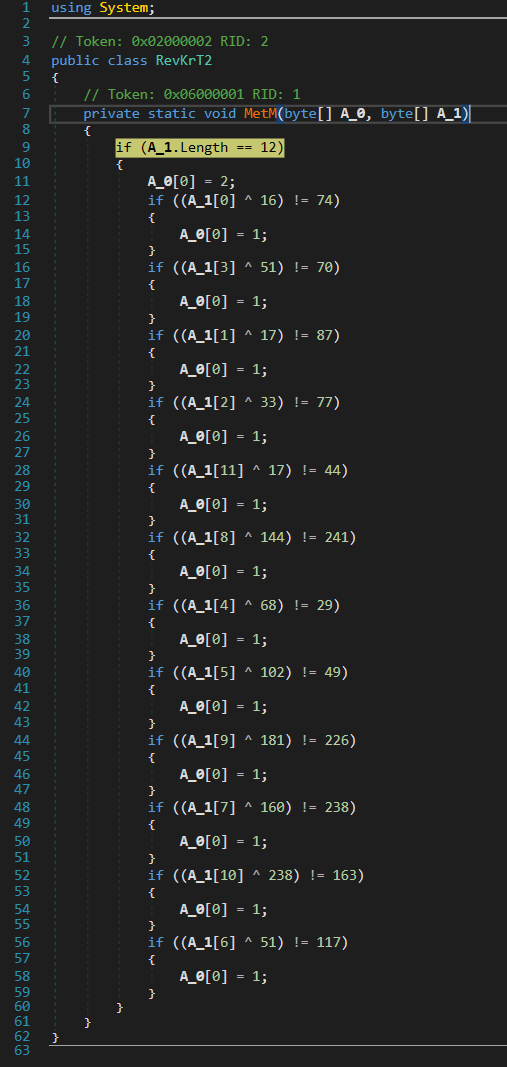 1 using System;
2
3 // Token: 0x02000002 RID: 2
4 public class RevKrT2
5 {
6 // Token: 0x06000001 RID: 1
7 private static void MetM(byte[] A_0, byte[] A_1)
8 {
9 if (A_1.Length == 12)
10 {
11 A_0[0] = 2;
12 if ((A_1[0] ^ 16) != 74)
13 {
14 A_0[0] = 1;
15 }
16 if ((A_1[3] ^ 51) != 70)
17 {
18 A_0[0] = 1;
19 }
20 if ((A_1[1] ^ 17) != 87)
21 {
22 A_0[0] = 1;
23 }
24 if ((A_1[2] ^ 33) != 77)
25 {
26 A_0[0] = 1;
27 }
28 if ((A_1[11] ^ 17) != 44)
29 {
30 A_0[0] = 1;
31 }
32 if ((A_1[8] ^ 144) != 241)
33 {
34 A_0[0] = 1;
35 }
36 if ((A_1[4] ^ 68) != 29)
37 {
38 A_0[0] = 1;
39 }
40 if ((A_1[5] ^ 102) != 49)
41 {
42 A_0[0] = 1;
43 }
44 if ((A_1[9] ^ 181) != 226)
45 {
46 A_0[0] = 1;
47 }
48 if ((A_1[7] ^ 160) != 238)
49 {
50 A_0[0] = 1;
51 }
52 if ((A_1[10] ^ 238) != 163)
53 {
54 A_0[0] = 1;
55 }
56 if ((A_1[6] ^ 51) != 117)
57 {
58 A_0[0] = 1;
59 }
60 }
61 }
62 }
63